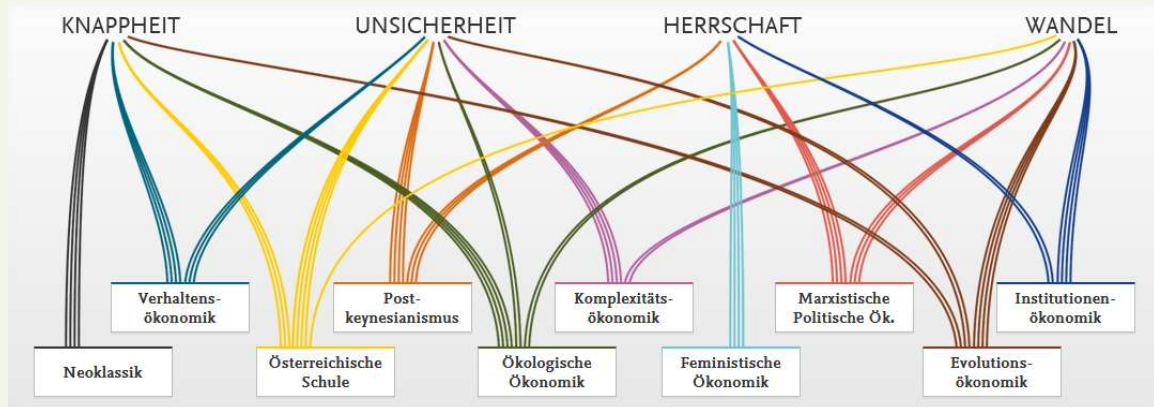 KNAPPHEIT UNSICHERHEIT HERRSCHAFT WANDEL
Verhaltens-
ökonomik
Post-
keynesianismus
Komplexitäts-
ökonomik
Marxistische
Politische Ök.
Institutionen-
ökonomik
Neoklassik
Österreichische
Schule
Ökologische
Ökonomik
Feministische
Ökonomik
Evolutions-
ökonomik